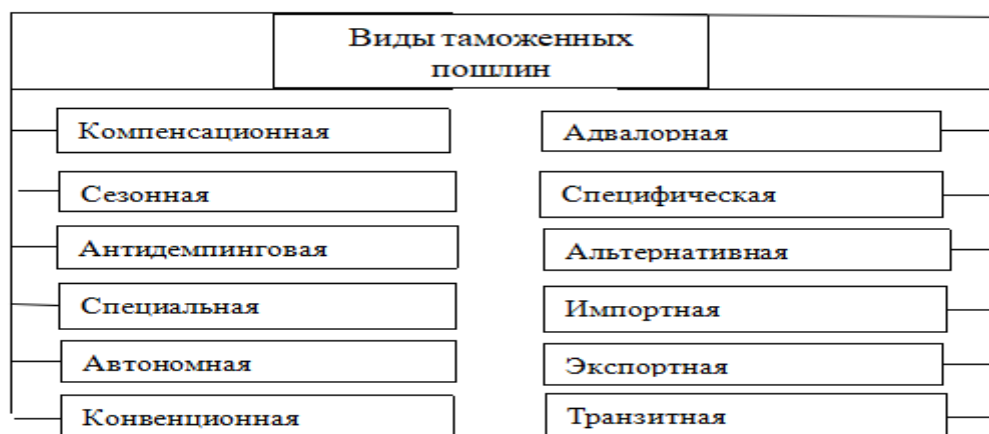 Виды таможенных
пошлин
Компенсационная
Сезонная
Антидемпинговая
Специальная
Автономная
Конвенционная
Адвалорная
Специфическая
Альтернативная
Импортная
Экспортная
Транзитная